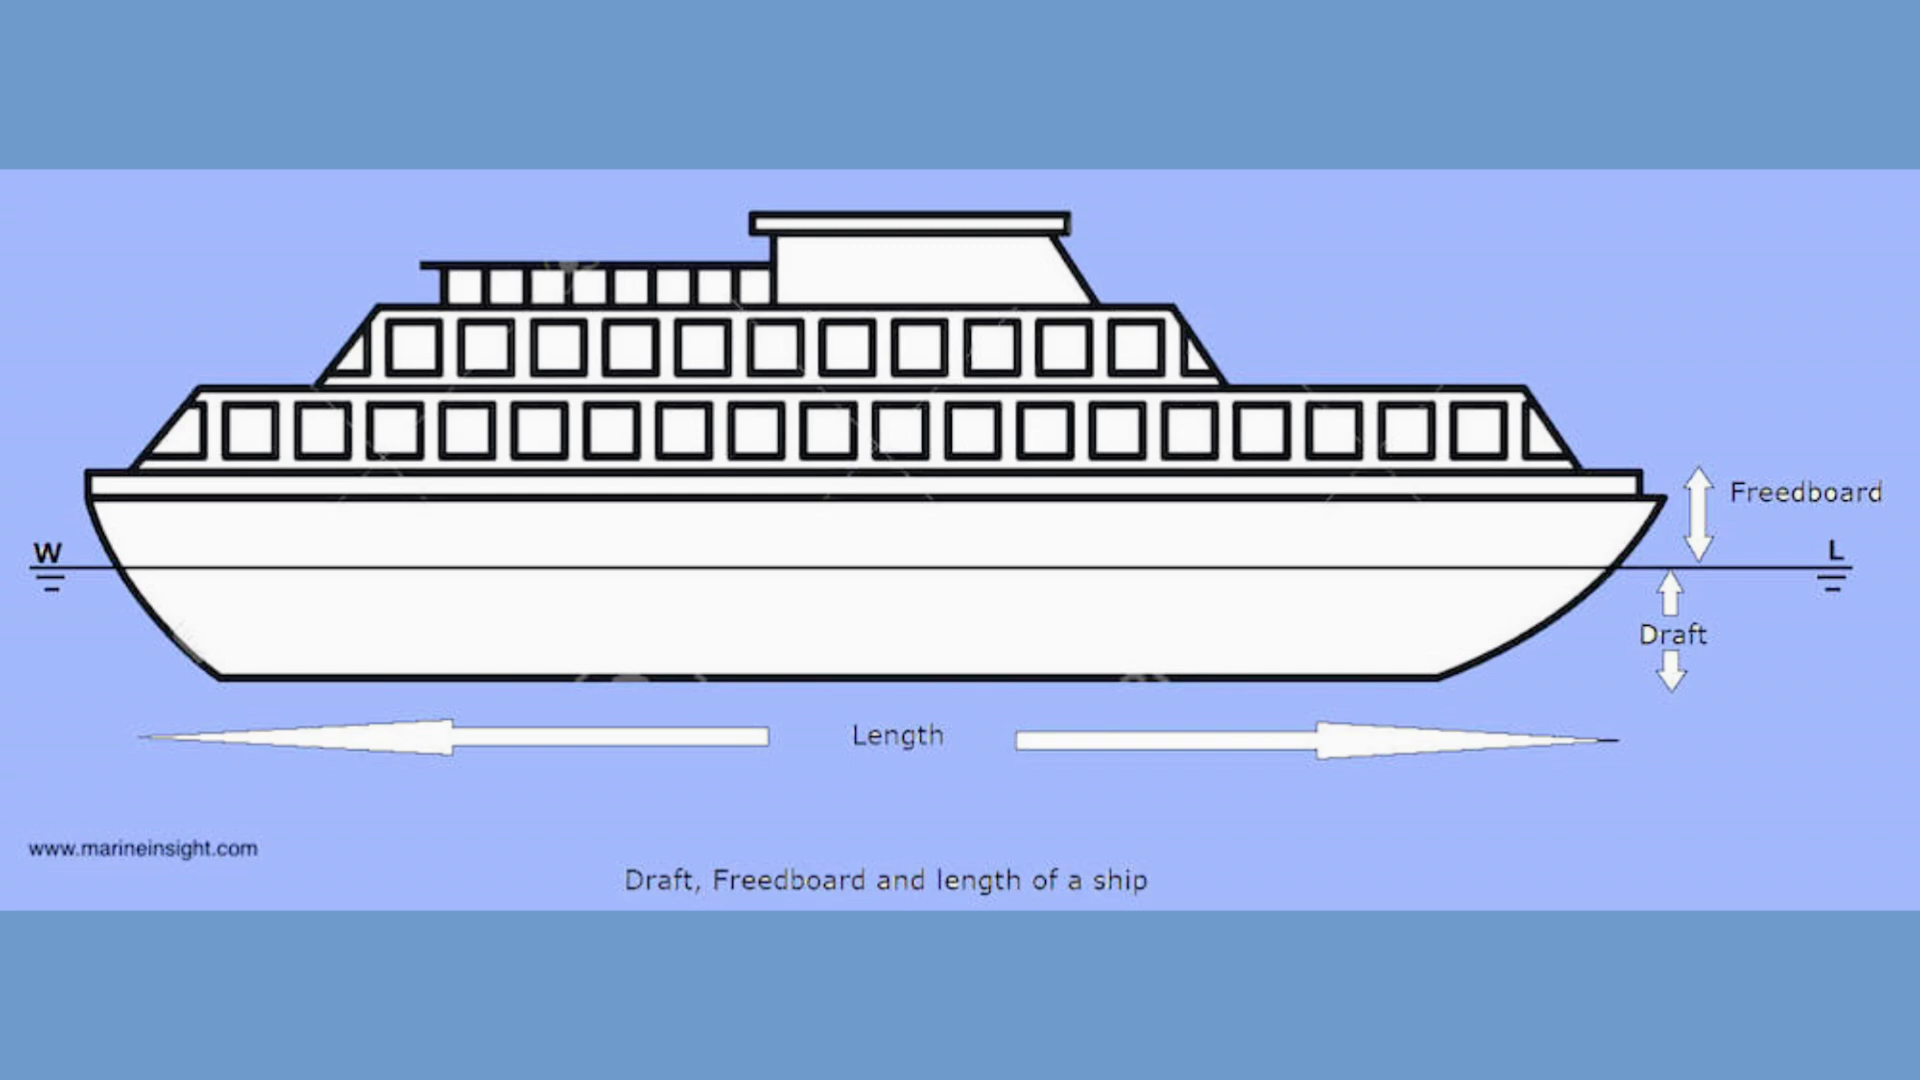 Freedboard
W
L
Draft
Length
www.marineinsight.com
Draft, Freedboard and length of a ship